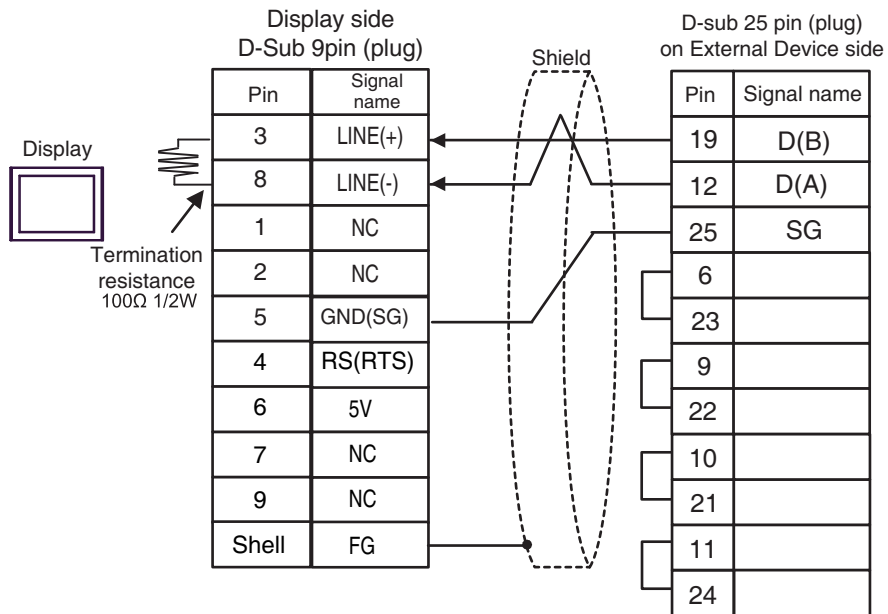 Display side
D-Sub 9pin (plug)
Shield
D-sub 25 pin (plug)
on External Device side
Pin Signal name
3 LINE(+)
8 LINE(-)
1 NC
2 NC
5 GND(SG)
4 RS(RTS)
6 5V
7 NC
9 NC
Shell FG
Display
Termination
resistance
100Ω 1/2W
Pin Signal name
19 D(B)
12 D(A)
25 SG
6
23
9
22
10
21
11
24